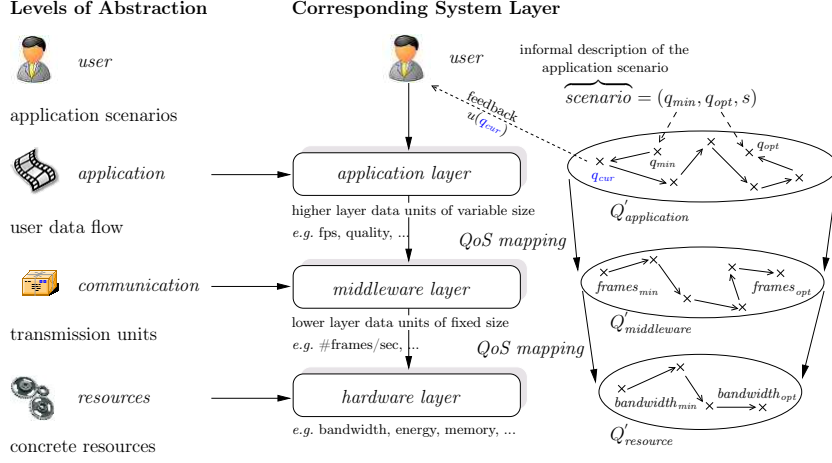 Levels of Abstraction
Corresponding System Layer
user
application scenarios
application
user data flow
communication
transmission units
resources
concrete resources
user
application layer
higher layer data units of variable size
e.g. fps, quality, ...
QoS mapping
middleware layer
lower layer data units of fixed size
e.g. #frames/sec, ...
QoS mapping
hardware layer
e.g. bandwidth, energy, memory, ...
feedback
u(q_cur)
informal description of the
application scenario
scenario = (q_min, q_opt, s)
q_min
q_opt
q_cur
Q'_application
frames_min
frames_opt
Q'_middleware
bandwidth_min
bandwidth_opt
Q'_resource